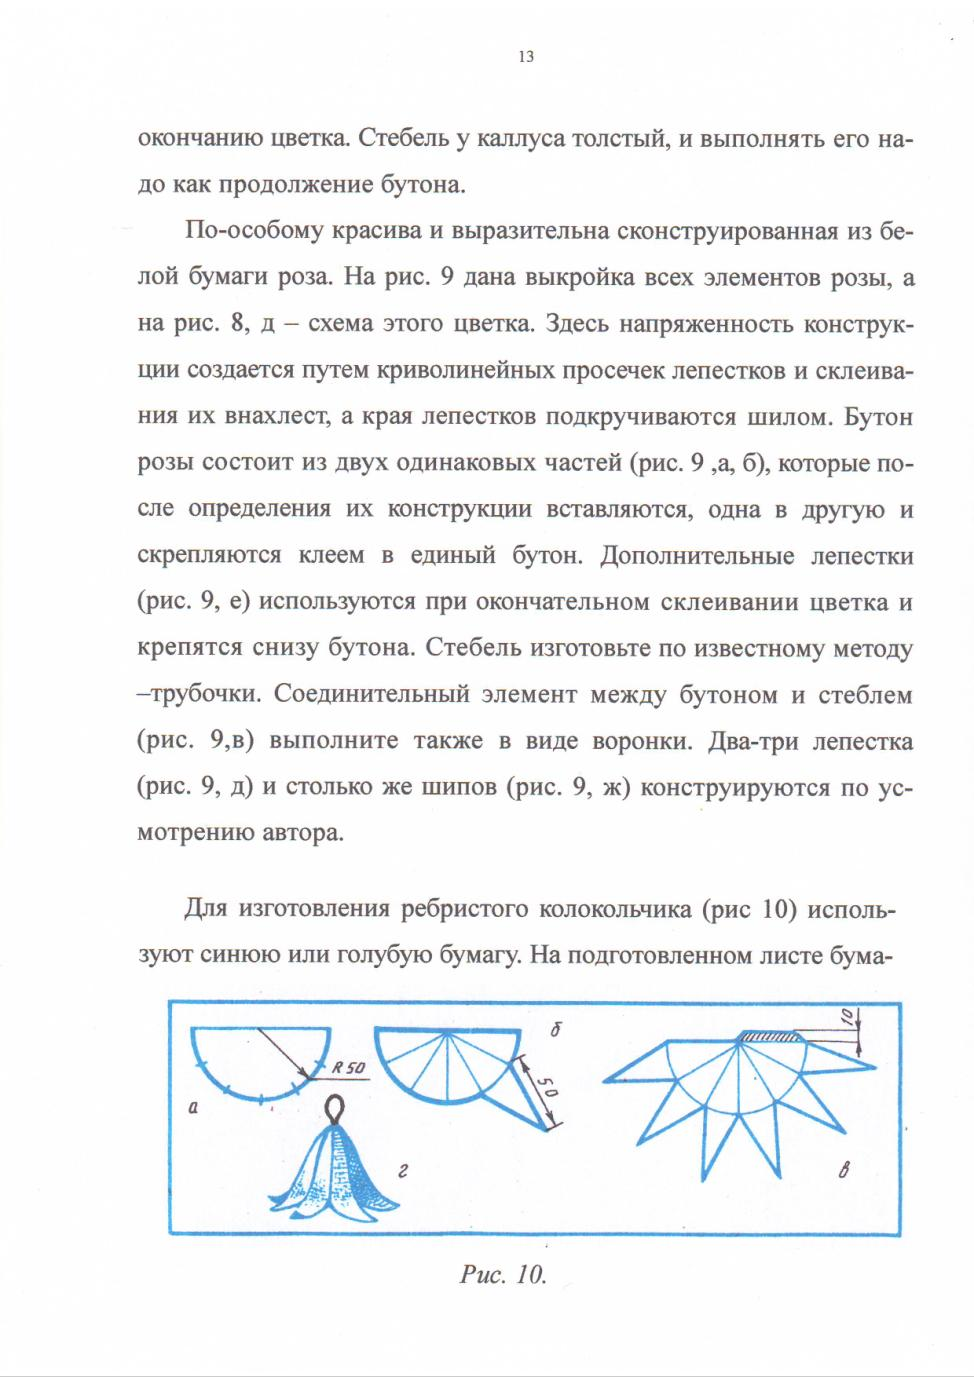 13
окончанию цветка. Стебель у каллуса толстый, и выполнять его на-
до как продолжение бутона.
По-особому красива и выразительна сконструированная из бе-
лой бумаги роза. На рис. 9 дана выкройка всех элементов розы, а
на рис. 8, д – схема этого цветка. Здесь напряженность конструк-
ции создается путем криволинейных просечек лепестков и склеива-
ния их внахлест, а края лепестков подкручиваются шилом. Бутон
розы состоит из двух одинаковых частей (рис. 9 ,а, б), которые по-
сле определения их конструкции вставляются, одна в другую и
скрепляются клеем в единый бутон. Дополнительные лепестки
(рис. 9, е) используются при окончательном склеивании цветка и
крепятся снизу бутона. Стебель изготовьте по известному методу
–трубочки. Соединительный элемент между бутоном и стеблем
(рис. 9,в) выполните также в виде воронки. Два-три лепестка
(рис. 9, д) и столько же шипов (рис. 9, ж) конструируются по ус-
мотрению автора.
Для изготовления ребристого колокольчика (рис 10) исполь-
зуют синюю или голубую бумагу. На подготовленном листе бума-
R 50
а
б
50
10
г
в
Рис. 10.